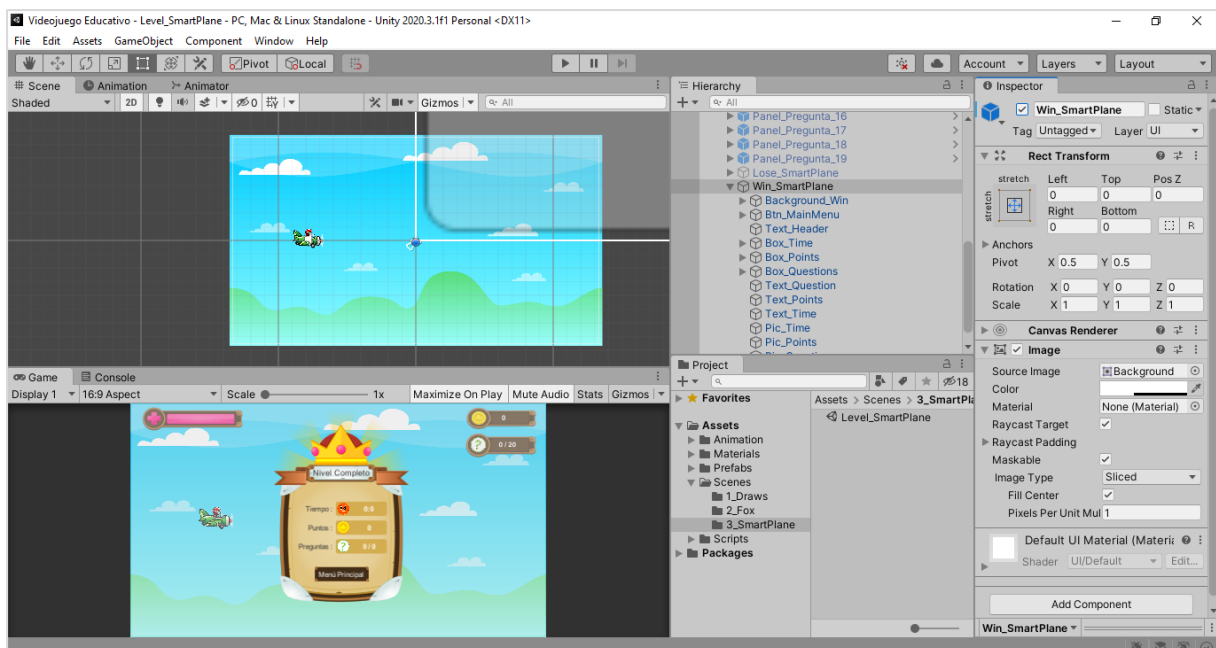 Videojuego Educativo - Level_SmartPlane - PC, Mac & Linux Standalone - Unity 2020.3.1f1 Personal <DX11>
File Edit Assets GameObject Component Window Help
Pivot Local Account Layers Layout
Scene Animation Animator
Shaded 2D 0 Gizmos All
Hierarchy
All
Panel_Pregunta_16
Panel_Pregunta_17
Panel_Pregunta_18
Panel_Pregunta_19
Lose_SmartPlane
Win_SmartPlane
Background_Win
Btn_MainMenu
Text_Header
Box_Time
Box_Points
Box_Questions
Text_Question
Text_Points
Text_Time
Pic_Time
Pic_Points
Game Console
Display 1 16:9 Aspect Scale 1x Maximize On Play Mute Audio Stats Gizmos
0
0 / 20
Nivel Completo
Tiempo : 0:0
Puntos : 0
Preguntas : 0 / 0
Menú Principal
Project
18
Favorites
Assets
Animation
Materials
Prefabs
Scenes
1_Draws
2_Fox
3_SmartPlane
Scripts
Packages
Assets > Scenes > 3_SmartPla
Level_SmartPlane
Inspector
Win_SmartPlane Static
Tag Untagged Layer UI
Rect Transform
stretch Left Top Pos Z
stretch 0 0 0
Right Bottom
0 0 R
Anchors
Pivot X 0.5 Y 0.5
Rotation X 0 Y 0 Z 0
Scale X 1 Y 1 Z 1
Canvas Renderer
Image
Source Image Background
Color
Material None (Material)
Raycast Target
Raycast Padding
Maskable
Image Type Sliced
Fill Center
Pixels Per Unit Mul 1
Default UI Material (Materia
Shader UI/Default Edit...
Add Component
Win_SmartPlane